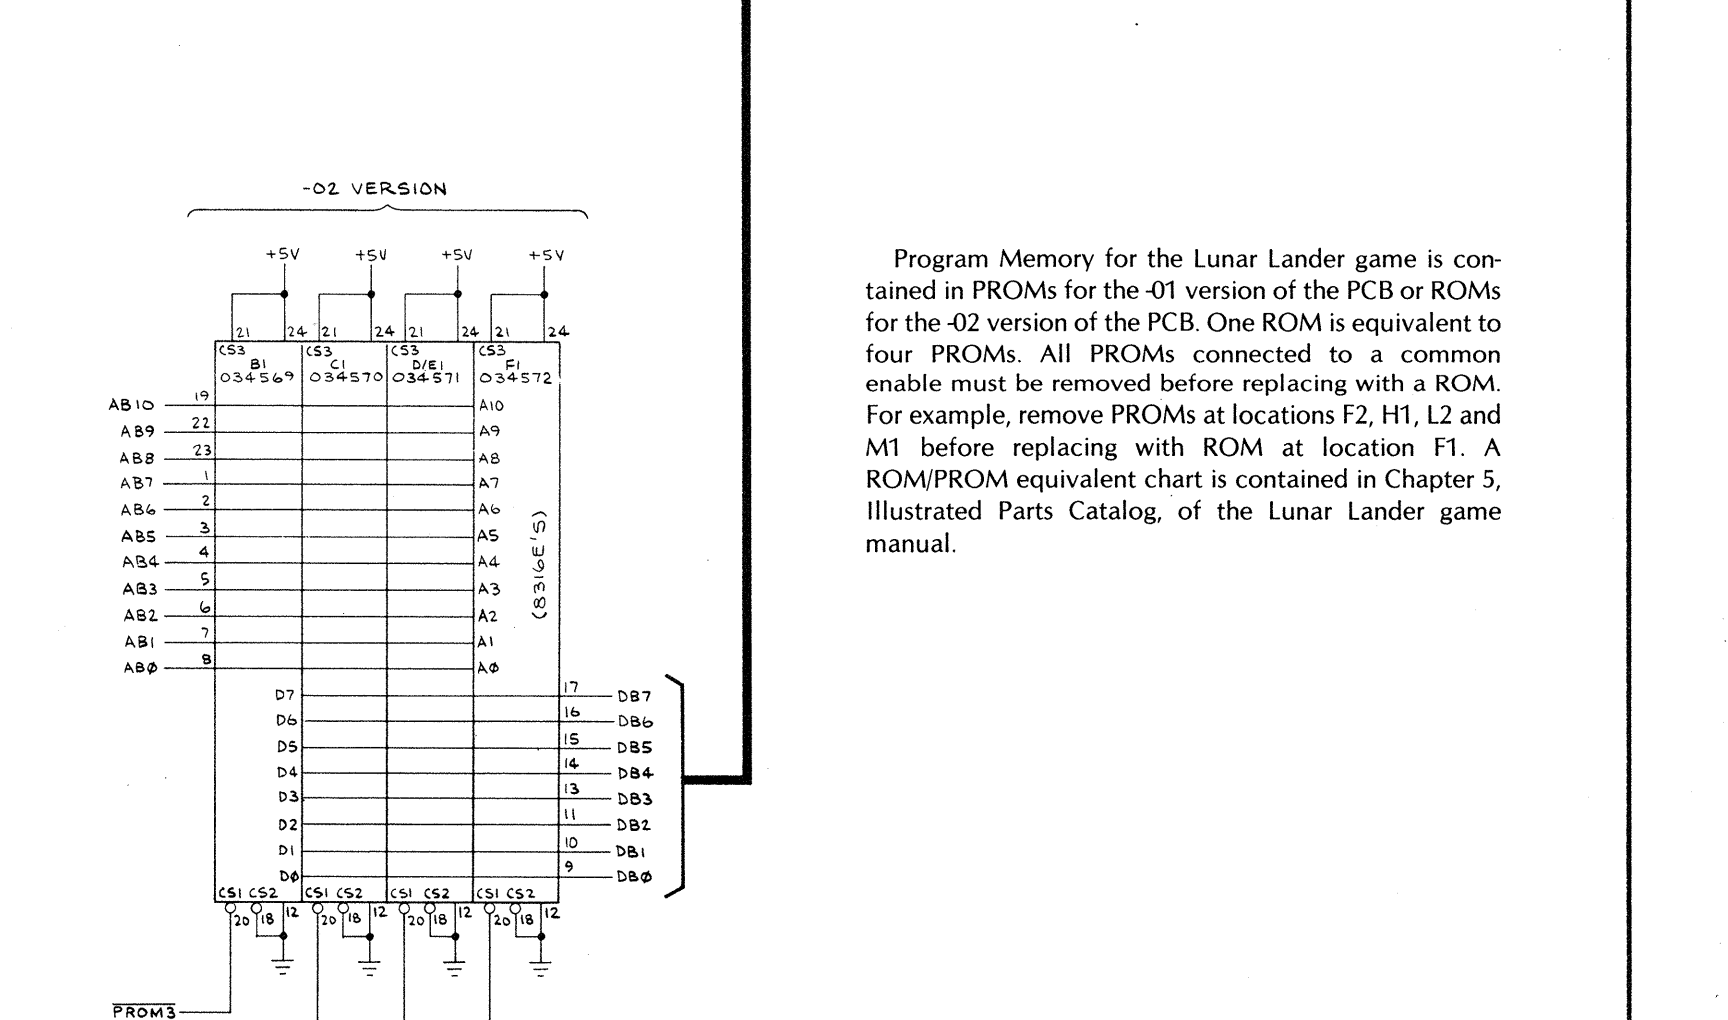 -02 VERSION
+5V +5V +5V +5V
21 24 21 24 21 24 21 24
CS3 CS3 CS3 CS3
B1 C1 D/E1 F1
034569 034570 034571 034572
AB10 19 A10
AB9 22 A9
AB8 23 A8
AB7 1 A7
AB6 2 A6
AB5 3 A5
AB4 4 A4
AB3 5 A3
AB2 6 A2
AB1 7 A1
ABØ 8 AØ
(8316E'S)
D7 17 DB7
D6 16 DB6
D5 15 DB5
D4 14 DB4
D3 13 DB3
D2 11 DB2
D1 10 DB1
DØ 9 DBØ
CS1 CS2 CS1 CS2 CS1 CS2 CS1 CS2
20 18 12 20 18 12 20 18 12 20 18 12
PROM3
Program Memory for the Lunar Lander game is con-
tained in PROMs for the -01 version of the PCB or ROMs
for the -02 version of the PCB. One ROM is equivalent to
four PROMs. All PROMs connected to a common
enable must be removed before replacing with a ROM.
For example, remove PROMs at locations F2, H1, L2 and
M1 before replacing with ROM at location F1. A
ROM/PROM equivalent chart is contained in Chapter 5,
Illustrated Parts Catalog, of the Lunar Lander game
manual.